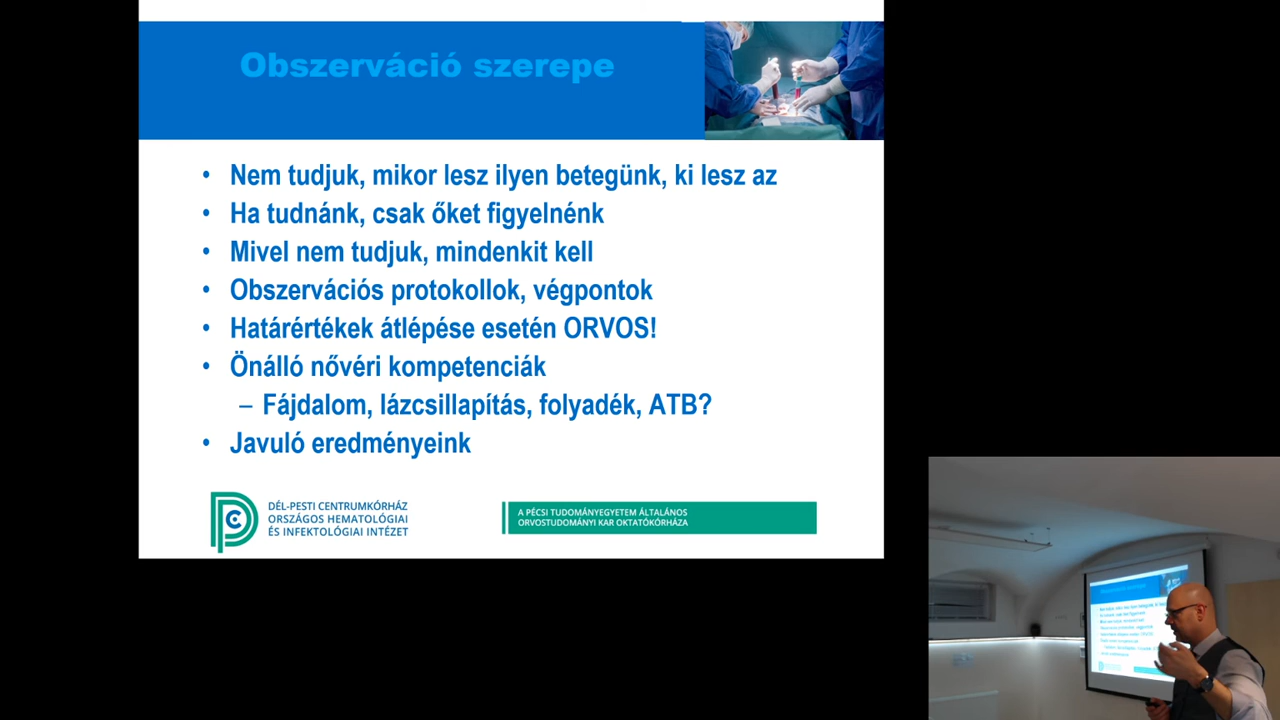 Obszerváció szerepe
• Nem tudjuk, mikor lesz ilyen betegünk, ki lesz az
• Ha tudnánk, csak őket figyelnénk
• Mivel nem tudjuk, mindenkit kell
• Obszervációs protokollok, végpontok
• Határértékek átlépése esetén ORVOS!
• Önálló nővéri kompetenciák
– Fájdalom, lázcsillapítás, folyadék, ATB?
• Javuló eredményeink
DÉL-PESTI CENTRUMKÓRHÁZ
ORSZÁGOS HEMATOLÓGIAI
ÉS INFEKTOLÓGIAI INTÉZET
A PÉCSI TUDOMÁNYEGYETEM ÁLTALÁNOS
ORVOSTUDOMÁNYI KAR OKTATÓKÓRHÁZA